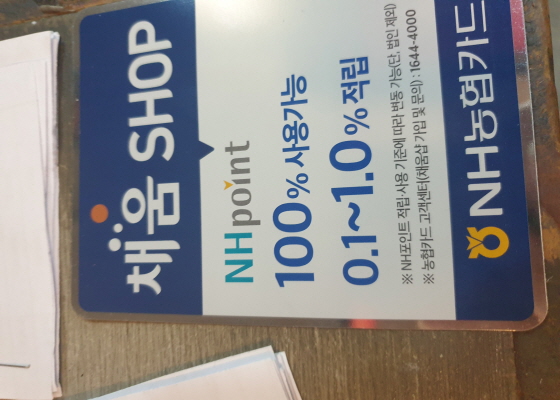 채움 SHOP
NHpoint
100% 사용가능
0.1~1.0% 적립
※ NH포인트 적립·사용 기준에 따라 변동 가능(단, 법인 제외)
※ 농협카드 고객센터(채움샵 가입 및 문의) : 1644-4000
NH농협카드